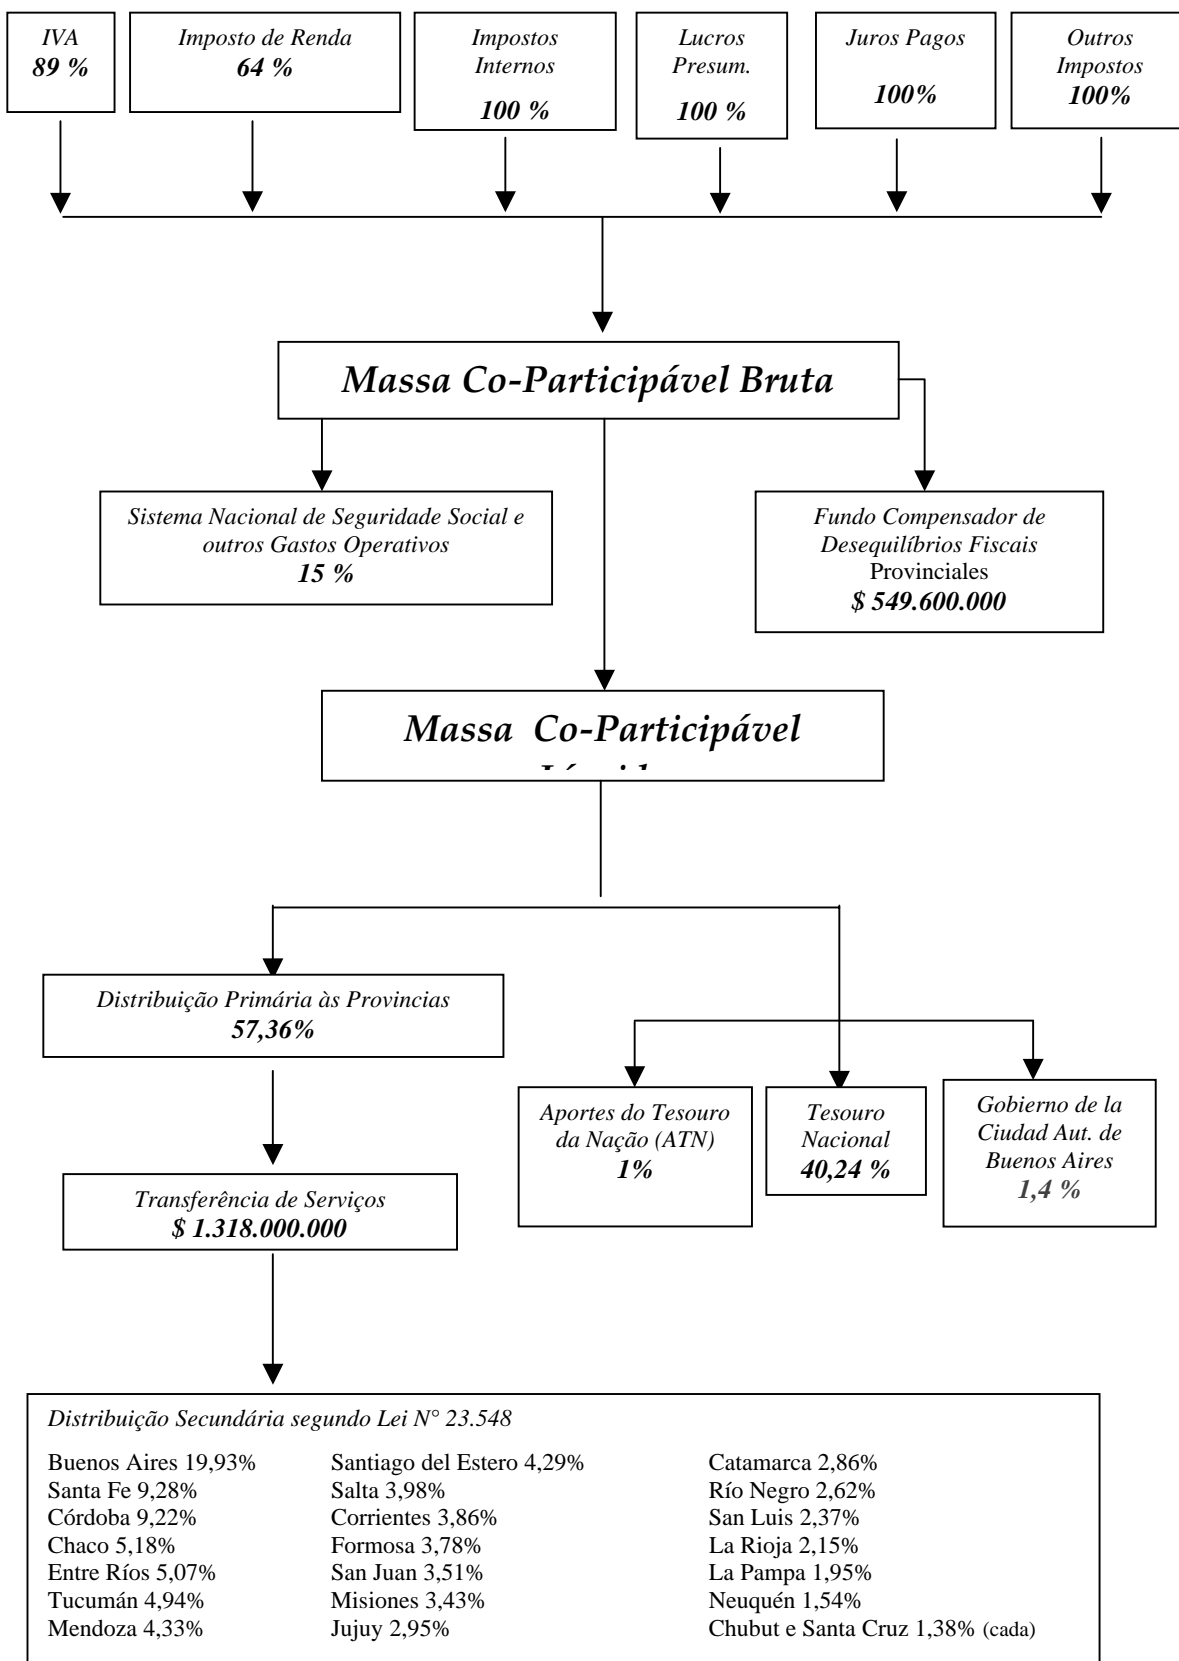 IVA
89 %
Imposto de Renda
64 %
Impostos
Internos
100 %
Lucros
Presum.
100 %
Juros Pagos
100%
Outros
Impostos
100%
Massa Co-Participável Bruta
Sistema Nacional de Seguridade Social e
outros Gastos Operativos
15 %
Fundo Compensador de
Desequilíbrios Fiscais
Provinciales
$ 549.600.000
Massa Co-Participável
Distribuição Primária às Provincias
57,36%
Aportes do Tesouro
da Nação (ATN)
1%
Tesouro
Nacional
40,24 %
Gobierno de la
Ciudad Aut. de
Buenos Aires
1,4 %
Transferência de Serviços
$ 1.318.000.000
Distribuição Secundária segundo Lei N° 23.548
Buenos Aires 19,93%
Santa Fe 9,28%
Córdoba 9,22%
Chaco 5,18%
Entre Ríos 5,07%
Tucumán 4,94%
Mendoza 4,33%
Santiago del Estero 4,29%
Salta 3,98%
Corrientes 3,86%
Formosa 3,78%
San Juan 3,51%
Misiones 3,43%
Jujuy 2,95%
Catamarca 2,86%
Río Negro 2,62%
San Luis 2,37%
La Rioja 2,15%
La Pampa 1,95%
Neuquén 1,54%
Chubut e Santa Cruz 1,38% (cada)